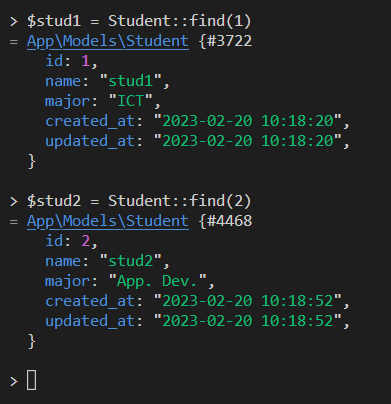 > $stud1 = Student::find(1)
= App\Models\Student {#3722
    id: 1,
    name: "stud1",
    major: "ICT",
    created_at: "2023-02-20 10:18:20",
    updated_at: "2023-02-20 10:18:20",
  }
> $stud2 = Student::find(2)
= App\Models\Student {#4468
    id: 2,
    name: "stud2",
    major: "App. Dev.",
    created_at: "2023-02-20 10:18:52",
    updated_at: "2023-02-20 10:18:52",
  }
>